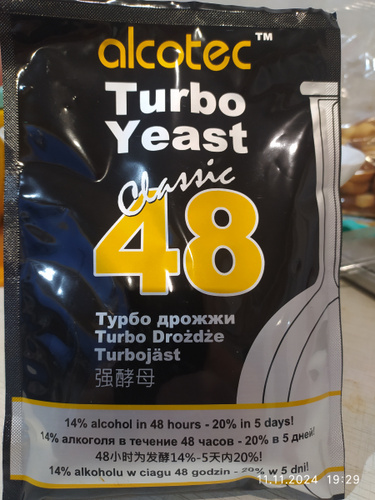 alcotec™
Turbo
Yeast
Classic
48
Турбо дрожжи
Turbo Drożdże
Turbojäst
强酵母
14% alcohol in 48 hours - 20% in 5 days!
14% алкоголя в течение 48 часов - 20% в 5 дней!
48小时为发酵14%-5天内20%!
14% alkoholu w ciagu 48 godzin - 20% w 5 dni!
11.11.2024 19:29